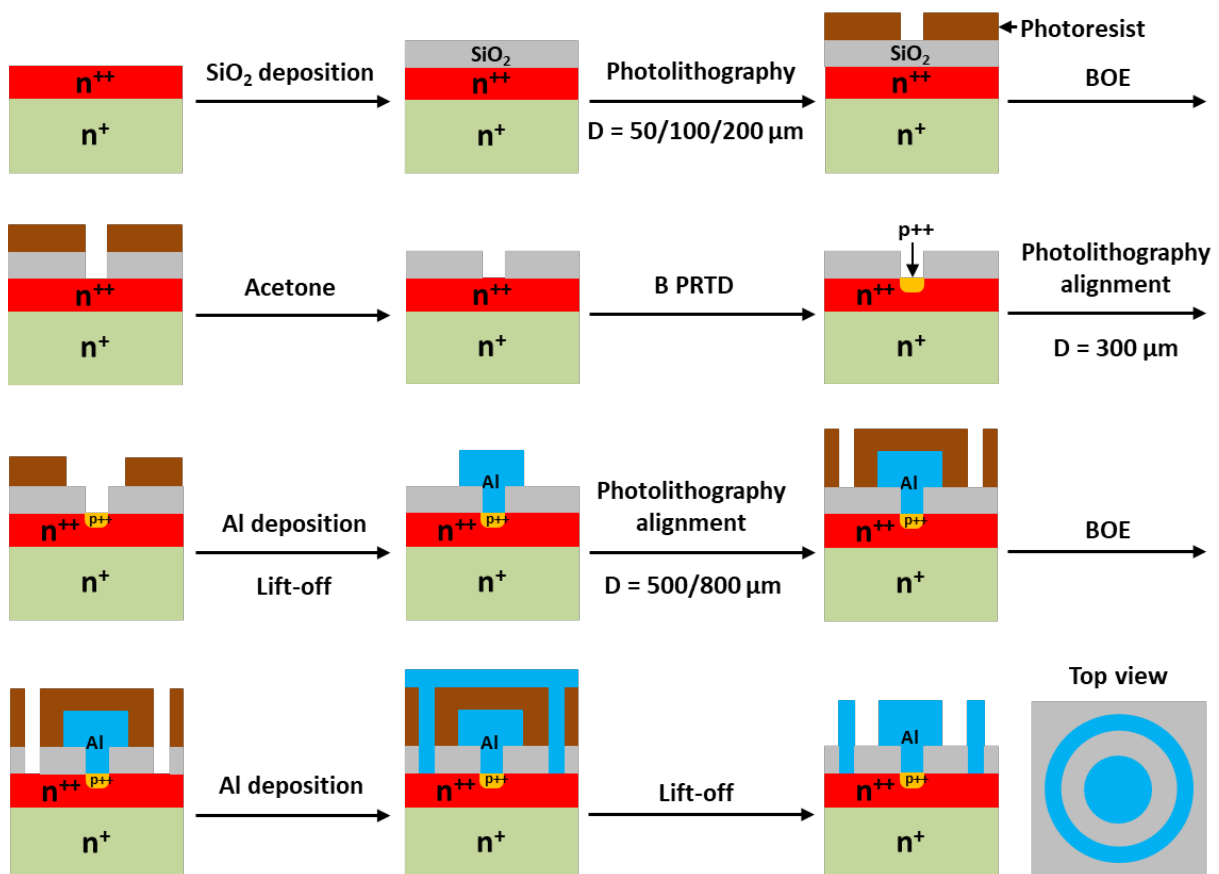 n++
n+
SiO2 deposition
SiO2
n++
n+
Photolithography
D = 50/100/200 µm
Photoresist
SiO2
n++
n+
BOE
n++
n+
Acetone
n++
n+
B PRTD
p++
n++
n+
Photolithography
alignment
D = 300 µm
n++
p++
n+
Al deposition
Lift-off
Al
n++
p++
n+
Photolithography
alignment
D = 500/800 µm
Al
n++
p++
n+
BOE
Al
n++
p++
n+
Al deposition
Al
n++
p++
n+
Lift-off
Al
n++
p++
n+
Top view